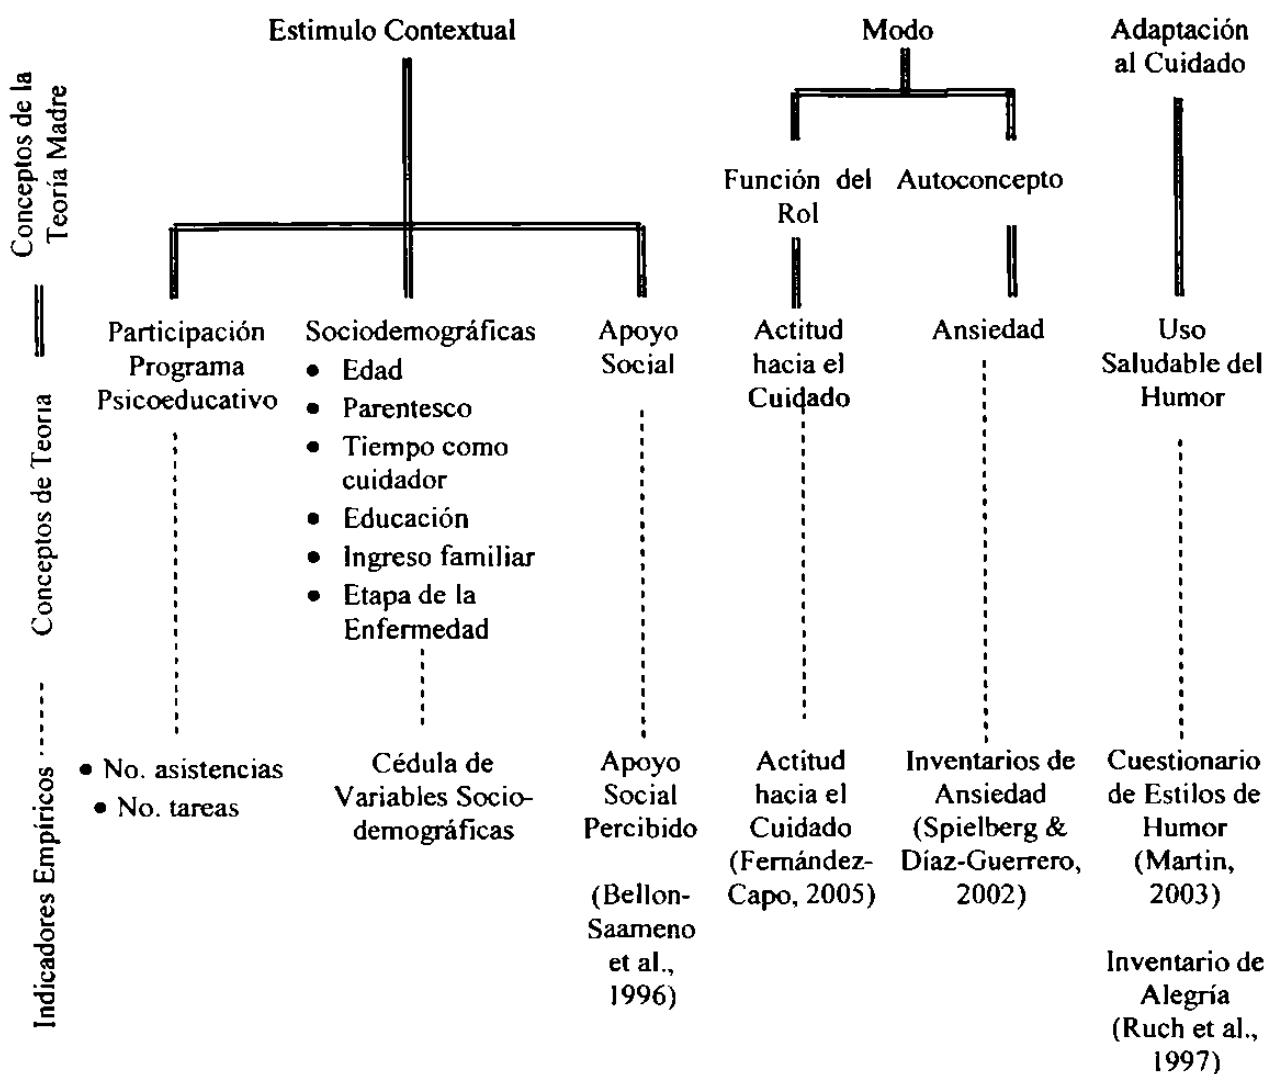 Estimulo Contextual
Modo
Adaptación
al Cuidado
Conceptos de la
Teoría Madre
Función del
Rol
Autoconcepto
Participación
Programa
Psicoeducativo
Sociodemográficas
• Edad
• Parentesco
• Tiempo como
cuidador
• Educación
• Ingreso familiar
• Etapa de la
Enfermedad
Apoyo
Social
Actitud
hacia el
Cuidado
Ansiedad
Uso
Saludable del
Humor
Conceptos de Teoria
Indicadores Empíricos
• No. asistencias
• No. tareas
Cédula de
Variables Socio-
demográficas
Apoyo
Social
Percibido
(Bellon-
Saameno
et al.,
1996)
Actitud
hacia el
Cuidado
(Fernández-
Capo, 2005)
Inventarios de
Ansiedad
(Spielberg &
Díaz-Guerrero,
2002)
Cuestionario
de Estilos de
Humor
(Martin,
2003)
Inventario de
Alegría
(Ruch et al.,
1997)